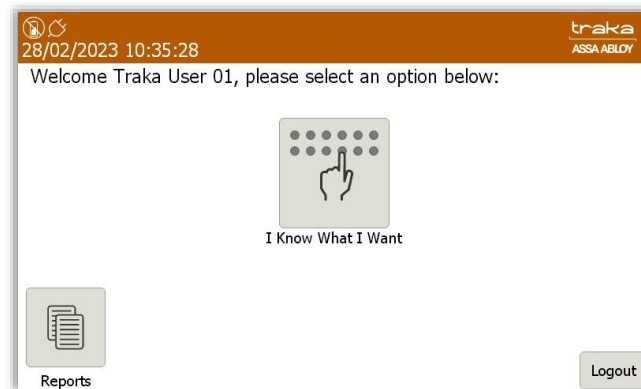 traka
28/02/2023 10:35:28
ASSA ABLOY
Welcome Traka User 01, please select an option below:
I Know What I Want
Reports
Logout